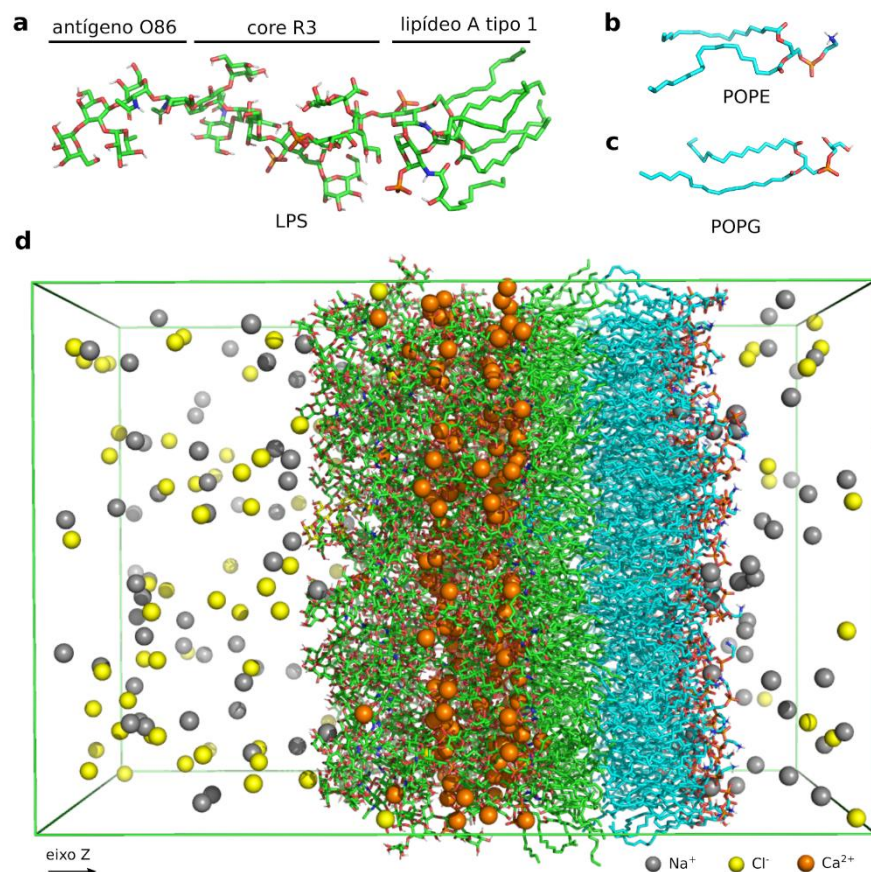 a
antígeno O86 core R3 lipídeo A tipo 1
LPS
b
POPE
c
POPG
d
eixo Z
Na⁺ Cl⁻ Ca²⁺